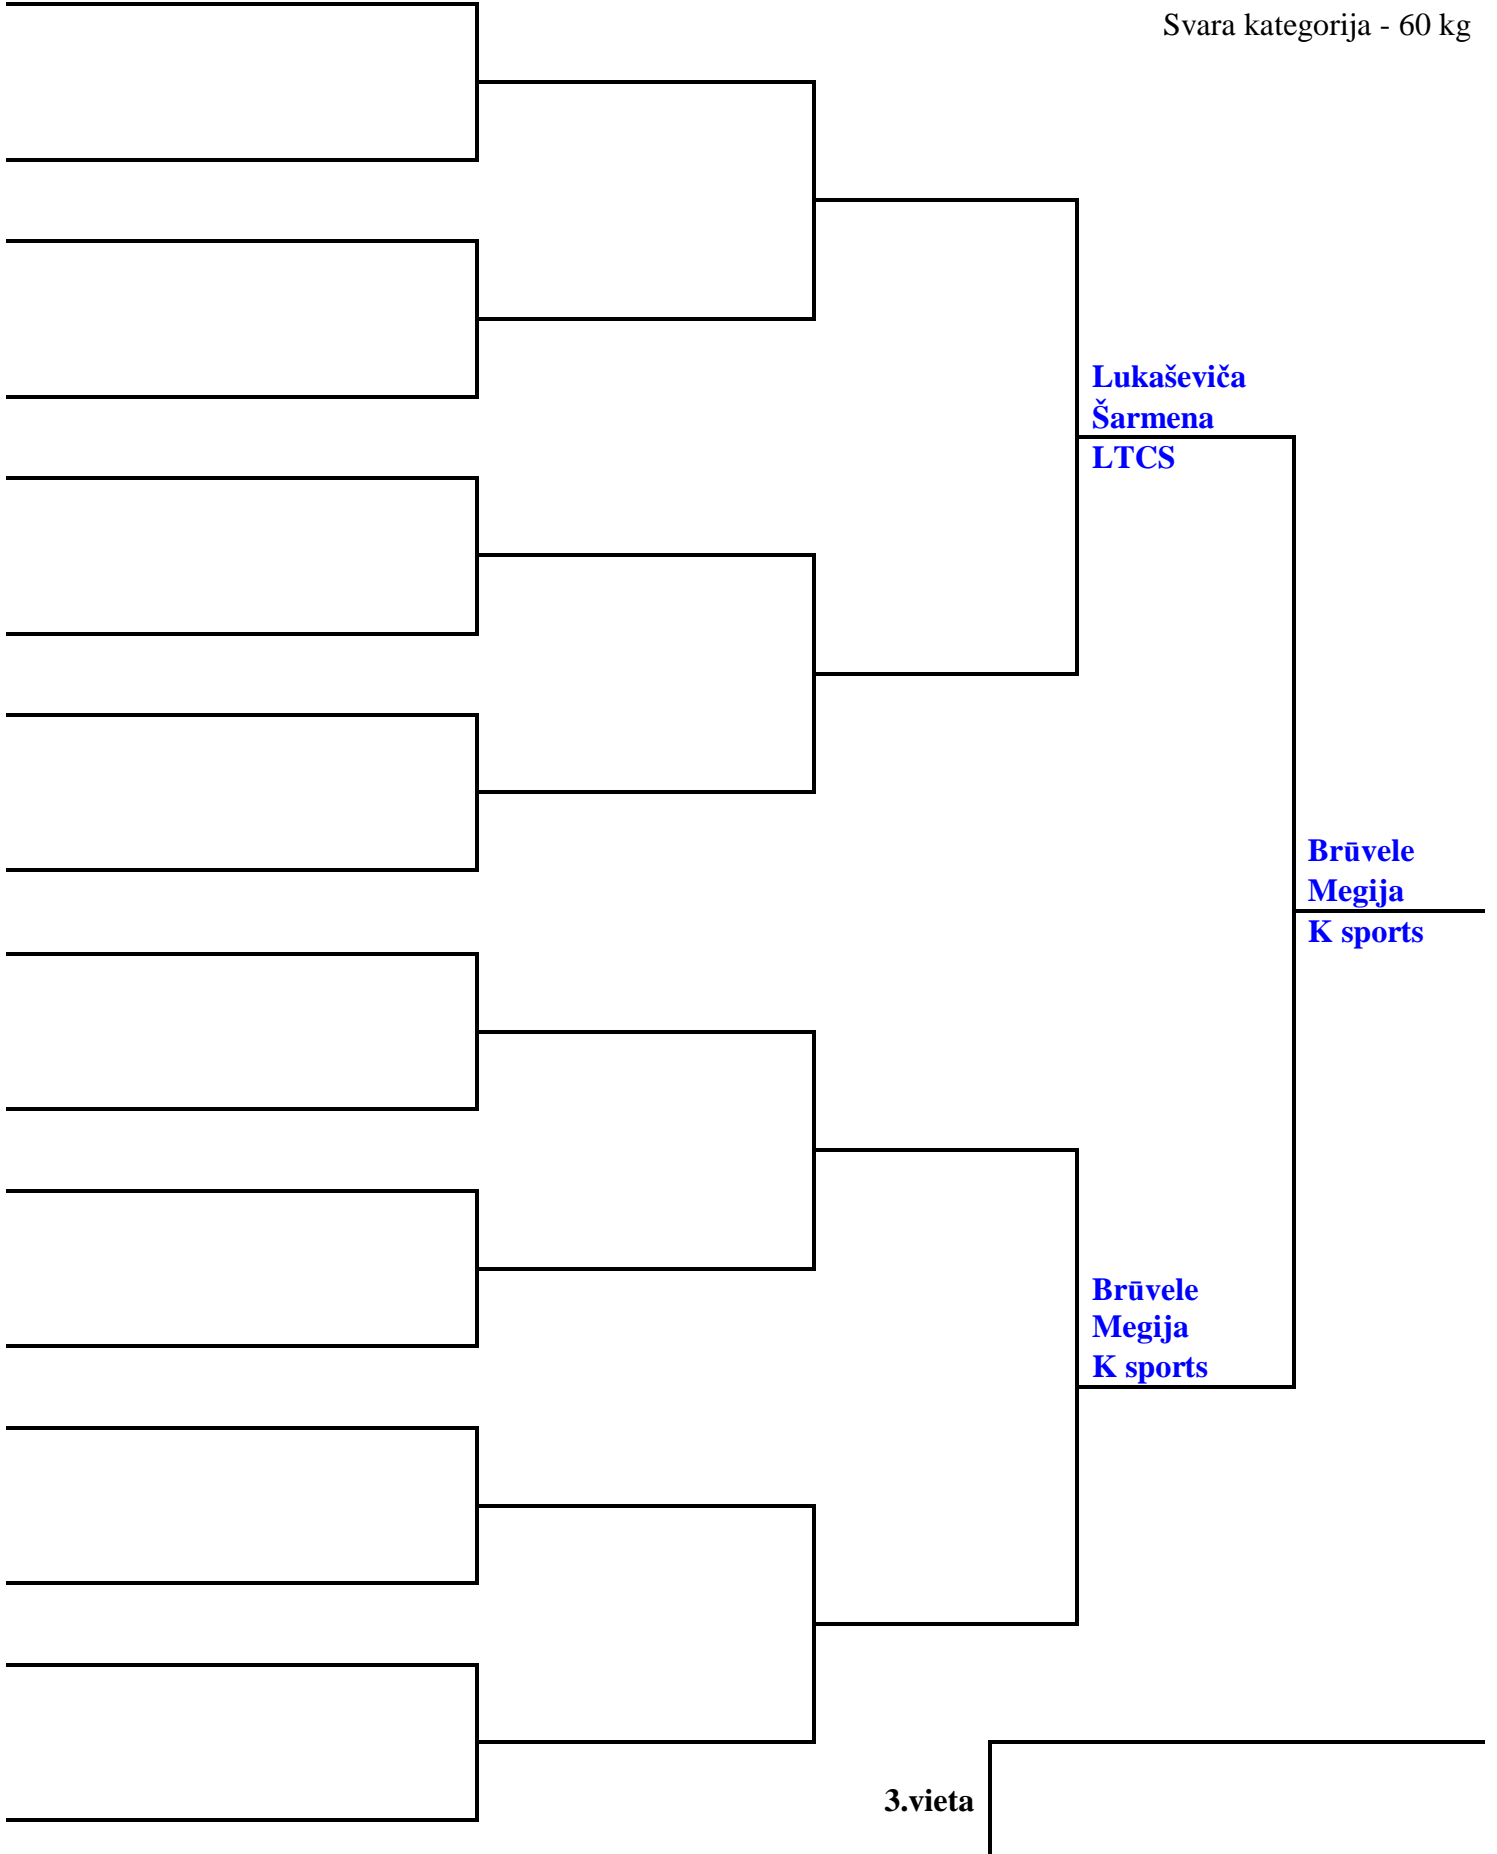 Svara kategorija - 60 kg
Lukaševiča
Šarmena
LTCS
Brūvele
Megija
K sports
Brūvele
Megija
K sports
3.vieta